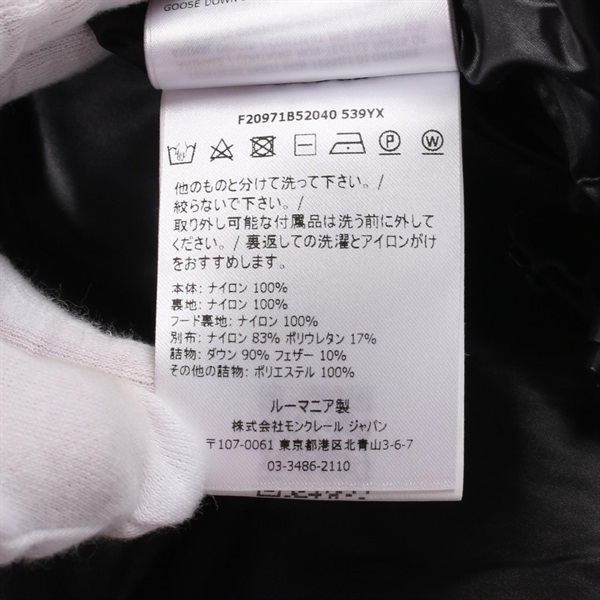 GOOSE DOWN
F20971B52040 539YX
P W
他のものと分けて洗って下さい。/
絞らないで下さい。/
取り外し可能な付属品は洗う前に外して
ください。/ 裏返しての洗濯とアイロンがけ
をおすすめします。
本体: ナイロン 100%
裏地: ナイロン 100%
フード裏地: ナイロン 100%
別布: ナイロン 83% ポリウレタン 17%
詰物: ダウン 90% フェザー 10%
その他の詰物: ポリエステル 100%
ルーマニア製
株式会社モンクレール ジャパン
〒107-0061 東京都港区北青山3-6-7
03-3486-2110